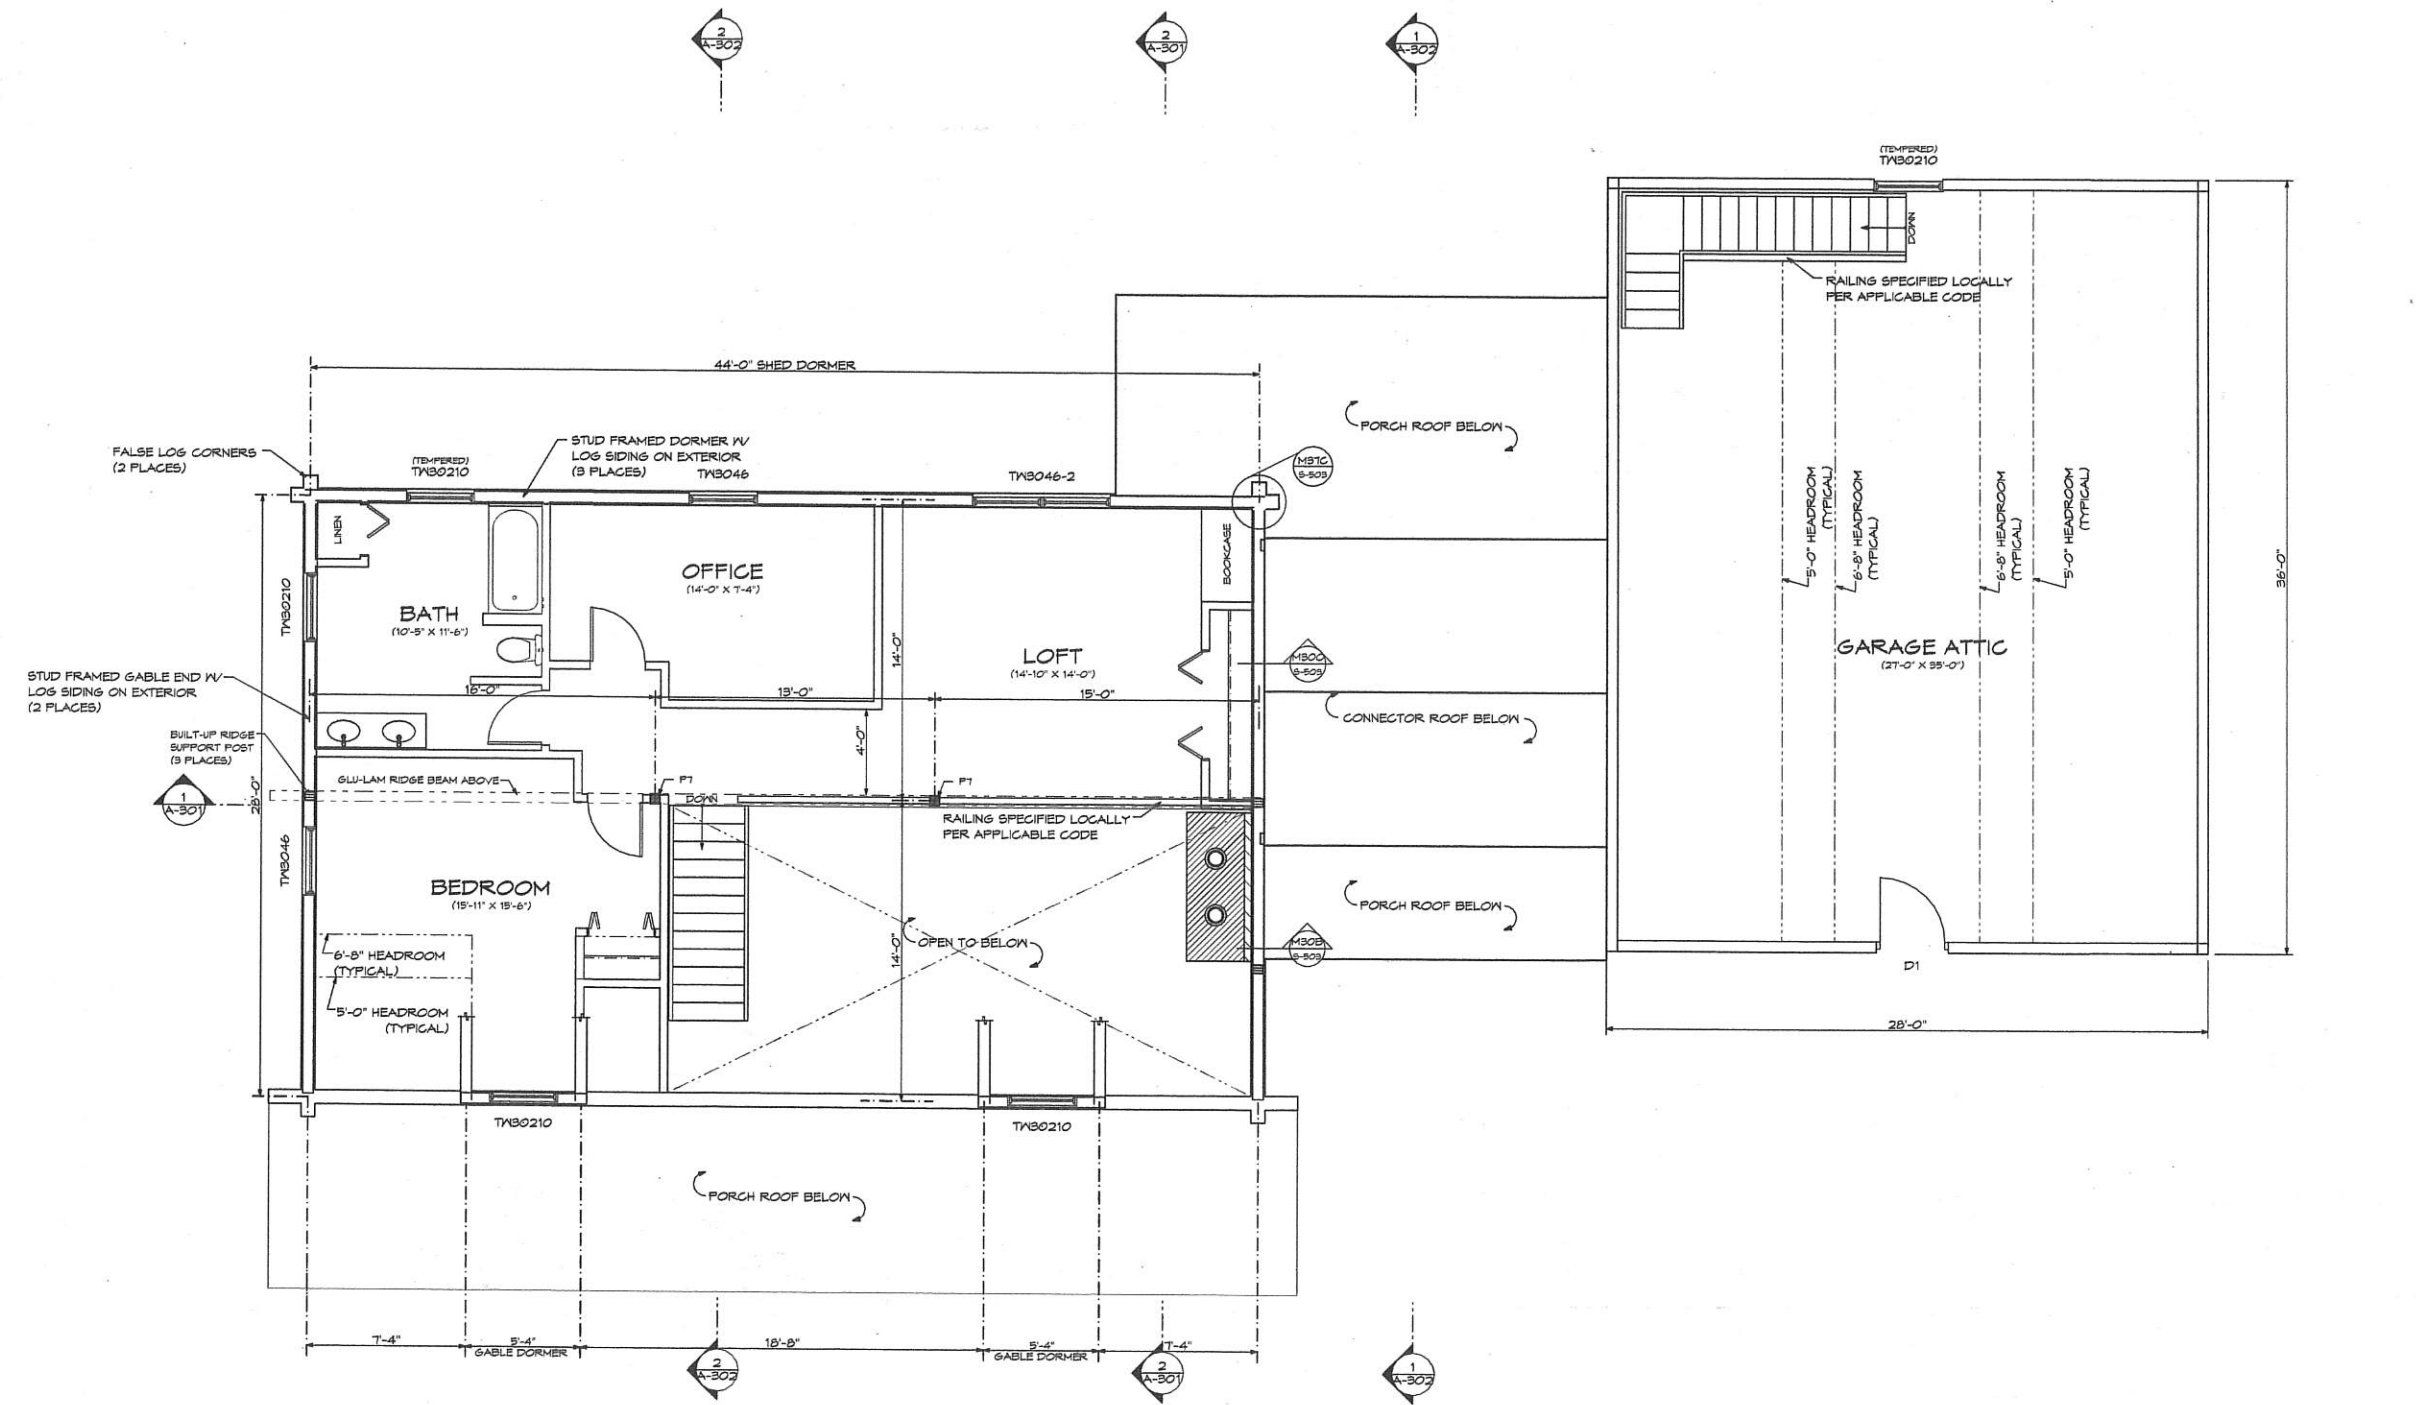 2
A-302
2
A-301
1
A-302
(TEMPERED)
TW30210
DOWN
RAILING SPECIFIED LOCALLY
PER APPLICABLE CODE
44'-0" SHED DORMER
PORCH ROOF BELOW
FALSE LOG CORNERS
(2 PLACES)
(TEMPERED)
TW30210
STUD FRAMED DORMER W/
LOG SIDING ON EXTERIOR
(3 PLACES)
TW3046
TW3046-2
M37C
S-503
LINEN
BOOKCASE
5'-0" HEADROOM
(TYPICAL)
6'-8" HEADROOM
(TYPICAL)
6'-8" HEADROOM
(TYPICAL)
5'-0" HEADROOM
(TYPICAL)
36'-0"
TW30210
OFFICE
(14'-0" X 7'-4")
BATH
(10'-5" X 11'-6")
14'-0"
LOFT
(14'-10" X 14'-0")
M30C
S-503
GARAGE ATTIC
(27'-0" X 35'-0")
STUD FRAMED GABLE END W/
LOG SIDING ON EXTERIOR
(2 PLACES)
16'-0"
13'-0"
15'-0"
CONNECTOR ROOF BELOW
BUILT-UP RIDGE
SUPPORT POST
(3 PLACES)
4'-0"
GLU-LAM RIDGE BEAM ABOVE
P7
P7
1
A-301
28'-0"
DOWN
RAILING SPECIFIED LOCALLY
PER APPLICABLE CODE
TW3046
BEDROOM
(15'-11" X 15'-6")
PORCH ROOF BELOW
OPEN TO BELOW
14'-0"
M30B
S-503
6'-8" HEADROOM
(TYPICAL)
5'-0" HEADROOM
(TYPICAL)
D1
28'-0"
TW30210
TW30210
PORCH ROOF BELOW
7'-4"
5'-4"
GABLE DORMER
18'-8"
5'-4"
GABLE DORMER
7'-4"
2
A-302
2
A-301
1
A-302